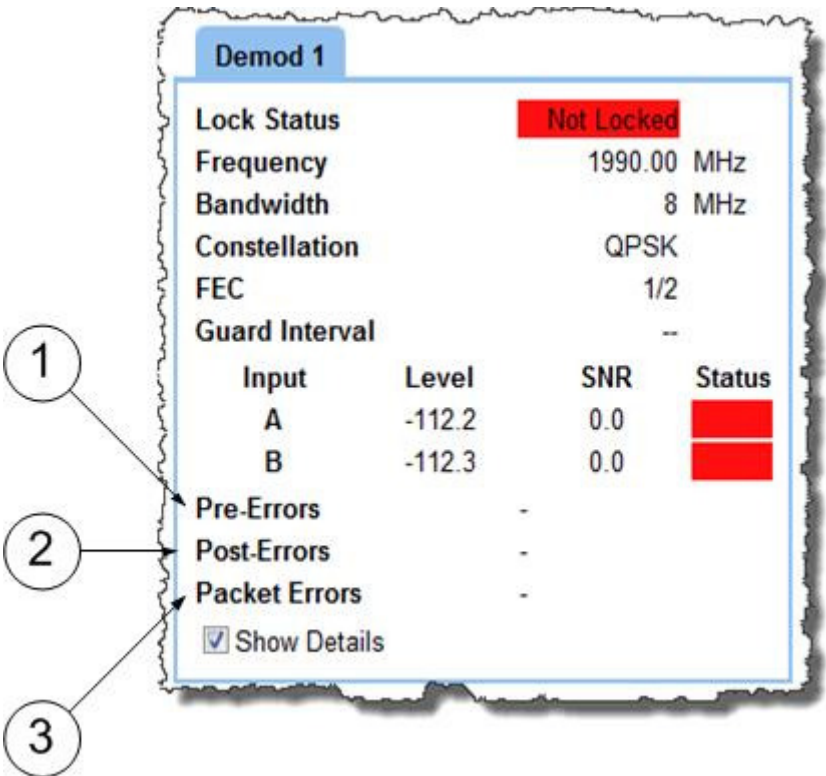 Demod 1
Lock Status Not Locked
Frequency 1990.00 MHz
Bandwidth 8 MHz
Constellation QPSK
FEC 1/2
Guard Interval --
1
Input Level SNR Status
A -112.2 0.0
B -112.3 0.0
Pre-Errors -
2
Post-Errors -
Packet Errors -
Show Details
3